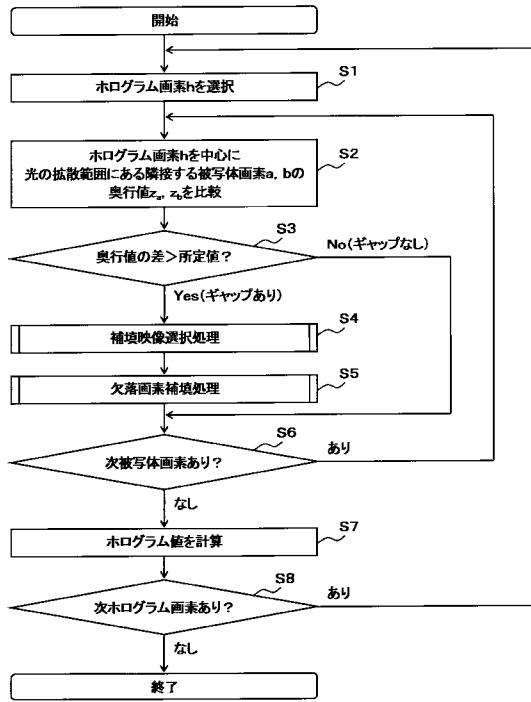 開始
ホログラム画素hを選択
S1
ホログラム画素hを中心に
光の拡散範囲にある隣接する被写体画素a, bの
奥行値za, zbを比較
S2
奥行値の差>所定値?
S3
No(ギャップなし)
Yes(ギャップあり)
補填映像選択処理
S4
欠落画素補填処理
S5
次被写体画素あり?
S6
あり
なし
ホログラム値を計算
S7
次ホログラム画素あり?
S8
あり
なし
終了